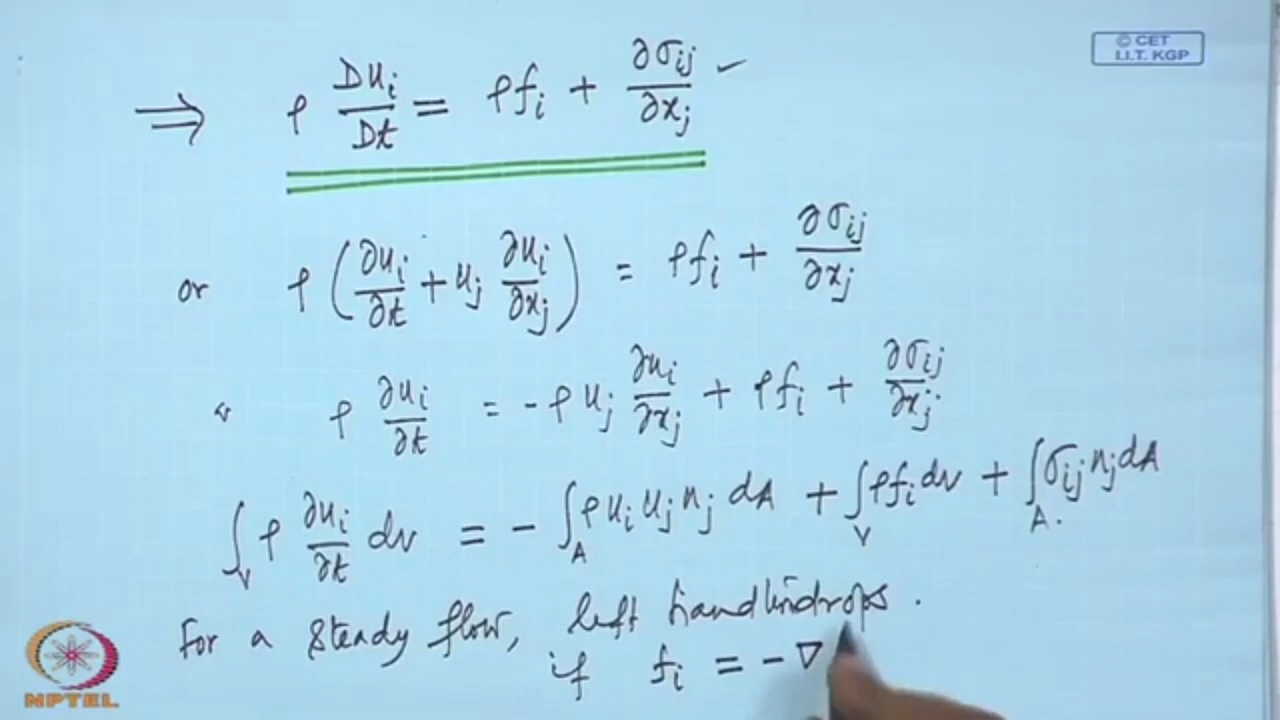 © CET
I.I.T. KGP
⇒ ρ Du_i/Dt = ρf_i + ∂σ_ij/∂x_j ✓
or ρ(∂u_i/∂t + u_j ∂u_i/∂x_j) = ρf_i + ∂σ_ij/∂x_j
" ρ ∂u_i/∂t = -ρ u_j ∂u_i/∂x_j + ρf_i + ∂σ_ij/∂x_j
∫_V ρ ∂u_i/∂t dv = - ∫_A ρ u_i u_j n_j dA + ∫_V ρf_i dv + ∫_A σ_ij n_j dA
For a steady flow, left hand drops.
if f_i = -∇
NPTEL